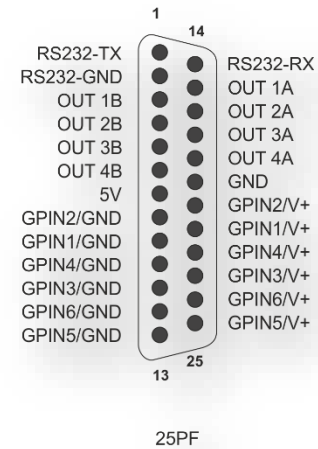 1
14
RS232-TX
RS232-GND
OUT 1B
OUT 2B
OUT 3B
OUT 4B
5V
GPIN2/GND
GPIN1/GND
GPIN4/GND
GPIN3/GND
GPIN6/GND
GPIN5/GND
RS232-RX
OUT 1A
OUT 2A
OUT 3A
OUT 4A
GND
GPIN2/V+
GPIN1/V+
GPIN4/V+
GPIN3/V+
GPIN6/V+
GPIN5/V+
13
25
25PF